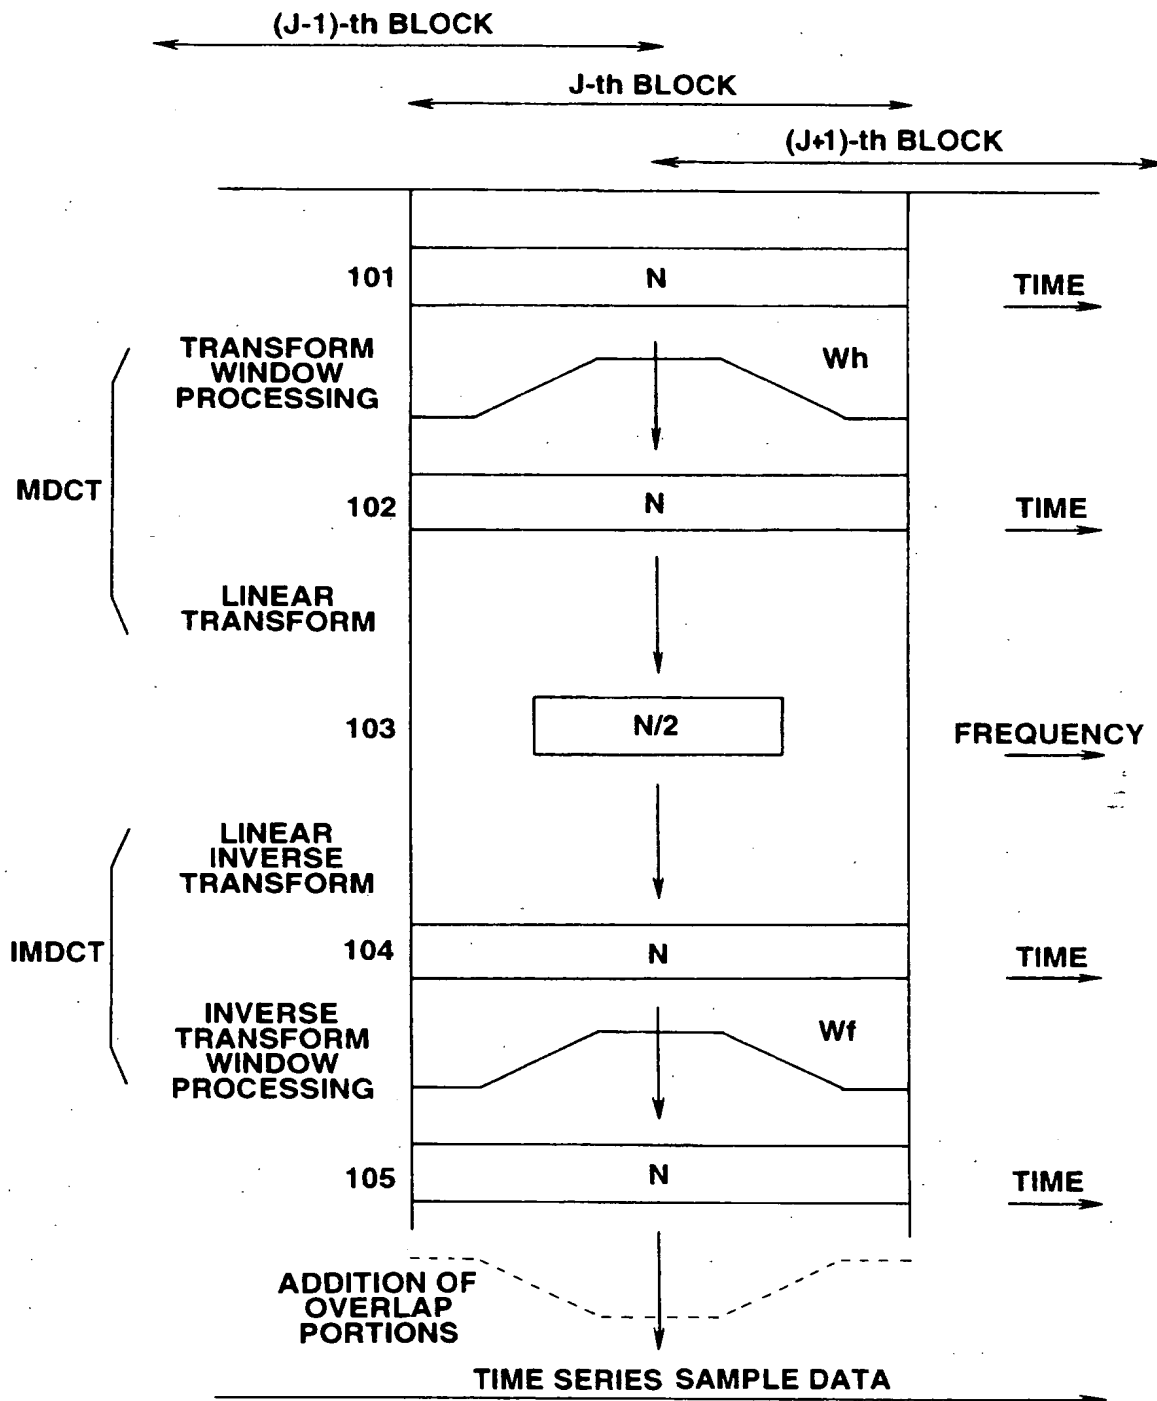 (J-1)-th BLOCK
J-th BLOCK
(J+1)-th BLOCK
101
N
TIME
TRANSFORM
WINDOW
PROCESSING
Wh
MDCT
102
N
TIME
LINEAR
TRANSFORM
103
N/2
FREQUENCY
LINEAR
INVERSE
TRANSFORM
IMDCT
104
N
TIME
INVERSE
TRANSFORM
WINDOW
PROCESSING
Wf
105
N
TIME
ADDITION OF
OVERLAP
PORTIONS
TIME SERIES SAMPLE DATA